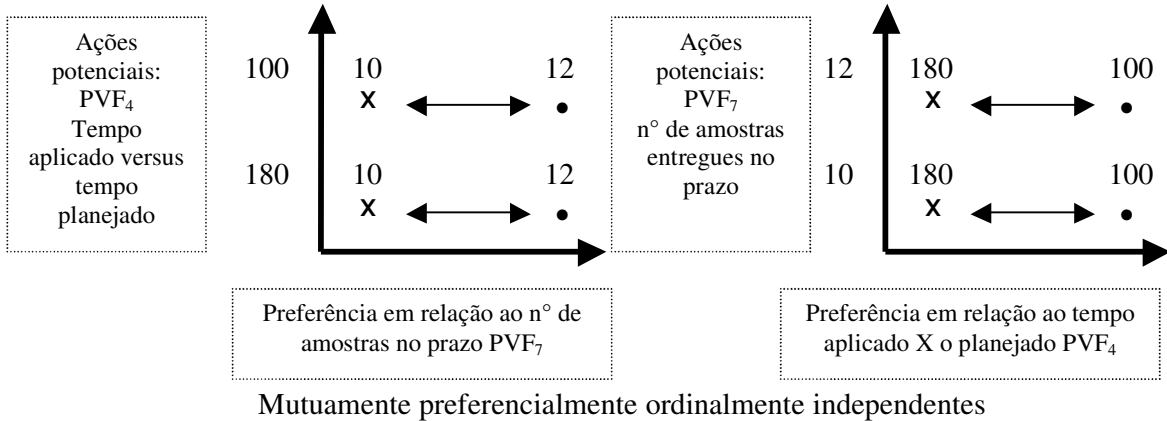 Ações
potenciais:
PVF₄
Tempo
aplicado versus
tempo
planejado
100 10 12
X
180 10 12
X
Preferência em relação ao n° de
amostras no prazo PVF₇
Ações
potenciais:
PVF₇
n° de amostras
entregues no
prazo
12 180 100
X
10 180 100
X
Preferência em relação ao tempo
aplicado X o planejado PVF₄
Mutuamente preferencialmente ordinalmente independentes